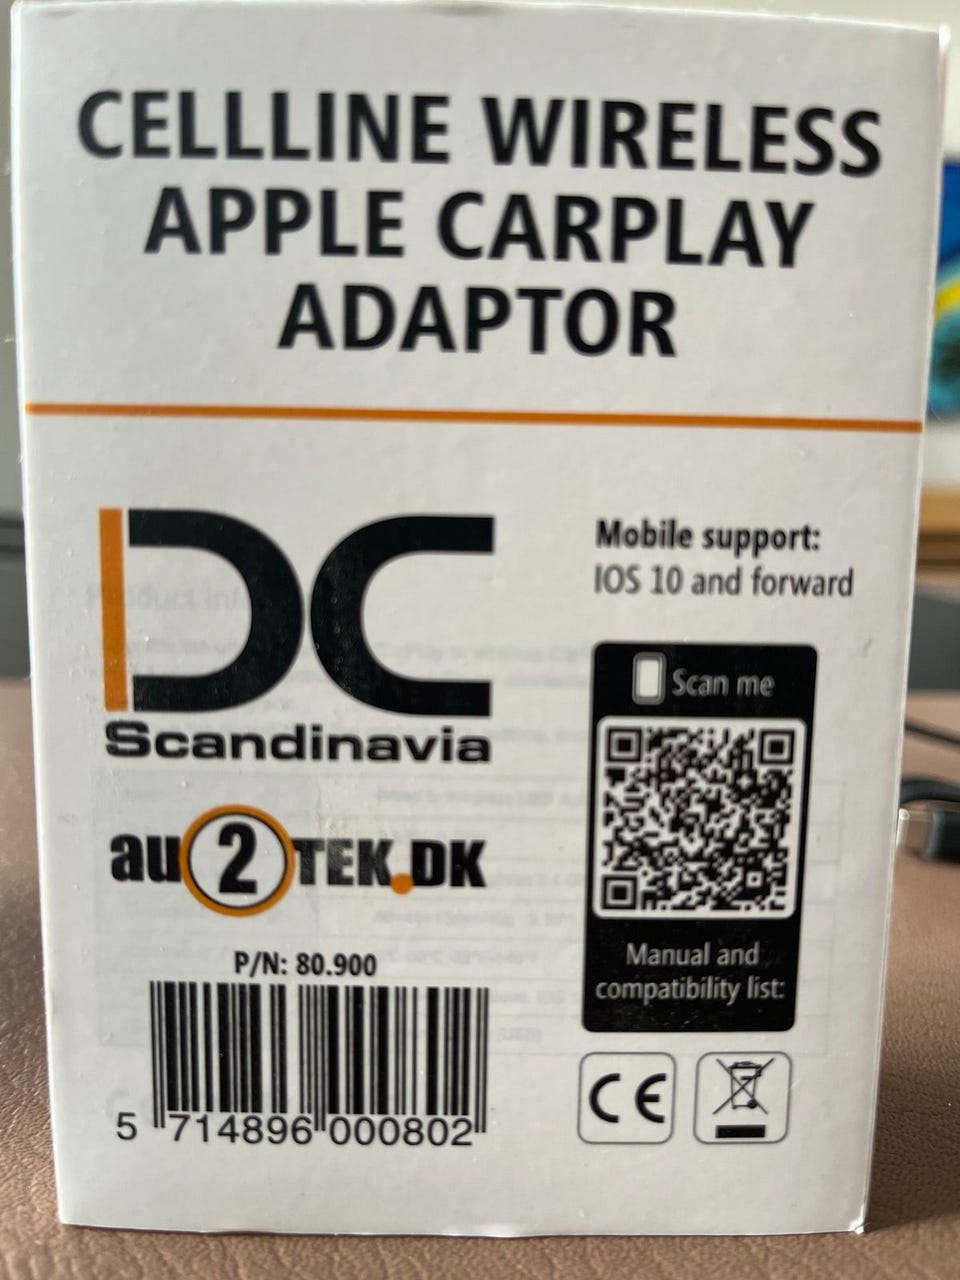 CELLLINE WIRELESS
APPLE CARPLAY
ADAPTOR
DC
Scandinavia
au2TEK.DK
P/N: 80.900
5 714896 000802
Mobile support:
IOS 10 and forward
Scan me
Manual and
compatibility list:
CE